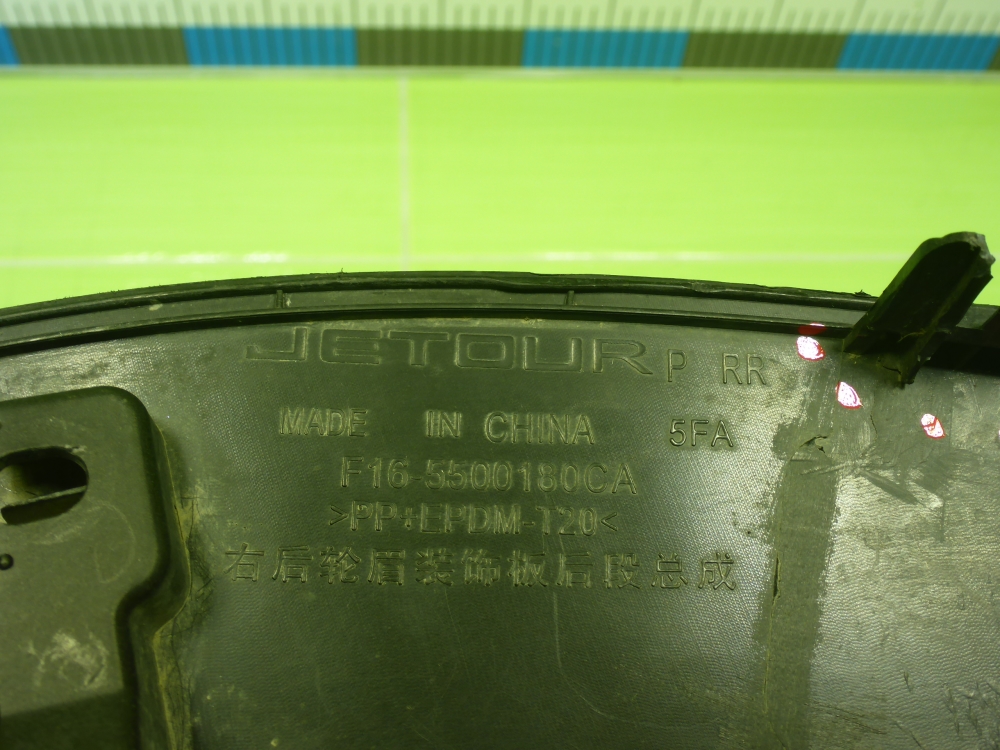 JETOUR P RR
MADE IN CHINA 5FA
F16-5500180CA
>PP+EPDM-T20<
右后轮眉装饰板后段总成